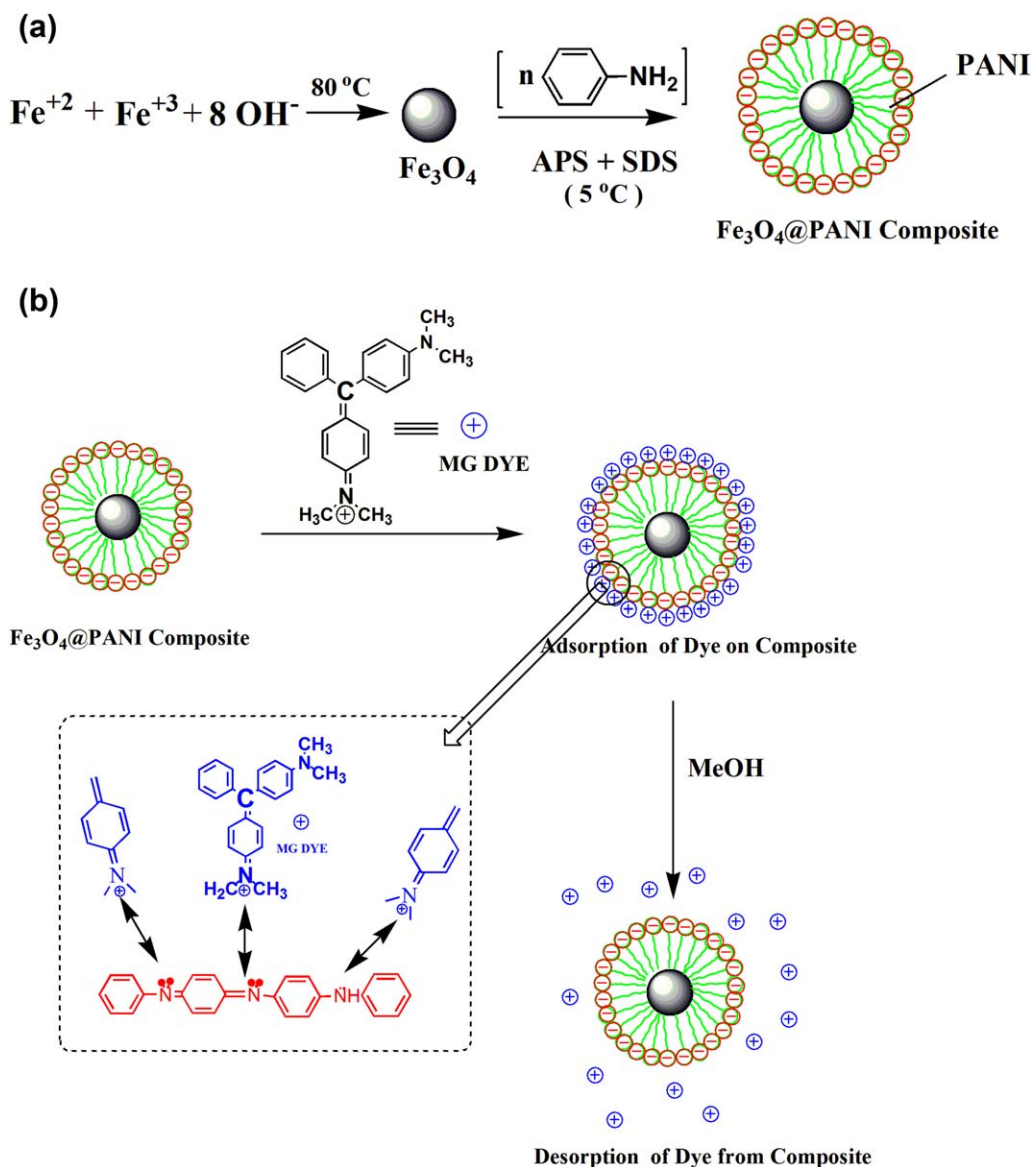 (a)
Fe+2 + Fe+3 + 8 OH-
80 oC
Fe3O4
[ n NH2 ]
APS + SDS
( 5 oC )
PANI
Fe3O4@PANI Composite
(b)
CH3
N
CH3
C
N
H3C CH3
+
MG DYE
Fe3O4@PANI Composite
Adsorption of Dye on Composite
CH3
N
CH3
C
+
MG DYE
N
H2C CH3
N
N
N N NH
MeOH
Desorption of Dye from Composite